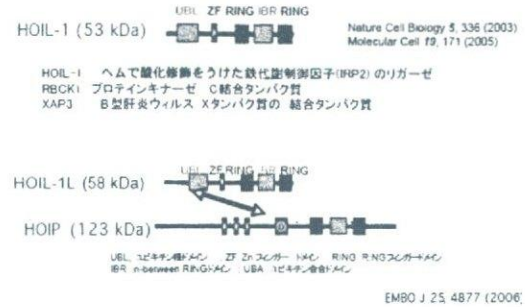 UBL ZF RING IBR RING
HOIL-1 (53 kDa)
Nature Cell Biology 5, 336 (2003)
Molecular Cell 19, 171 (2005)
HOIL-1 ヘムで酸化修飾をうけた鉄代謝制御因子(IRP2) のリガーゼ
RBCK1 プロテインキナーゼ C結合タンパク質
XAP3 B型肝炎ウィルス Xタンパク質の 結合タンパク質
UBL ZF RING IBR RING
HOIL-1L (58 kDa)
HOIP (123 kDa)
UBL ユビキチン様ドメイン ZF Znフィンガードメイン RING RINGフィンガードメイン
IBR in-between RINGドメイン UBA ユビキチン会合ドメイン
EMBO J 25, 4877 (2006)